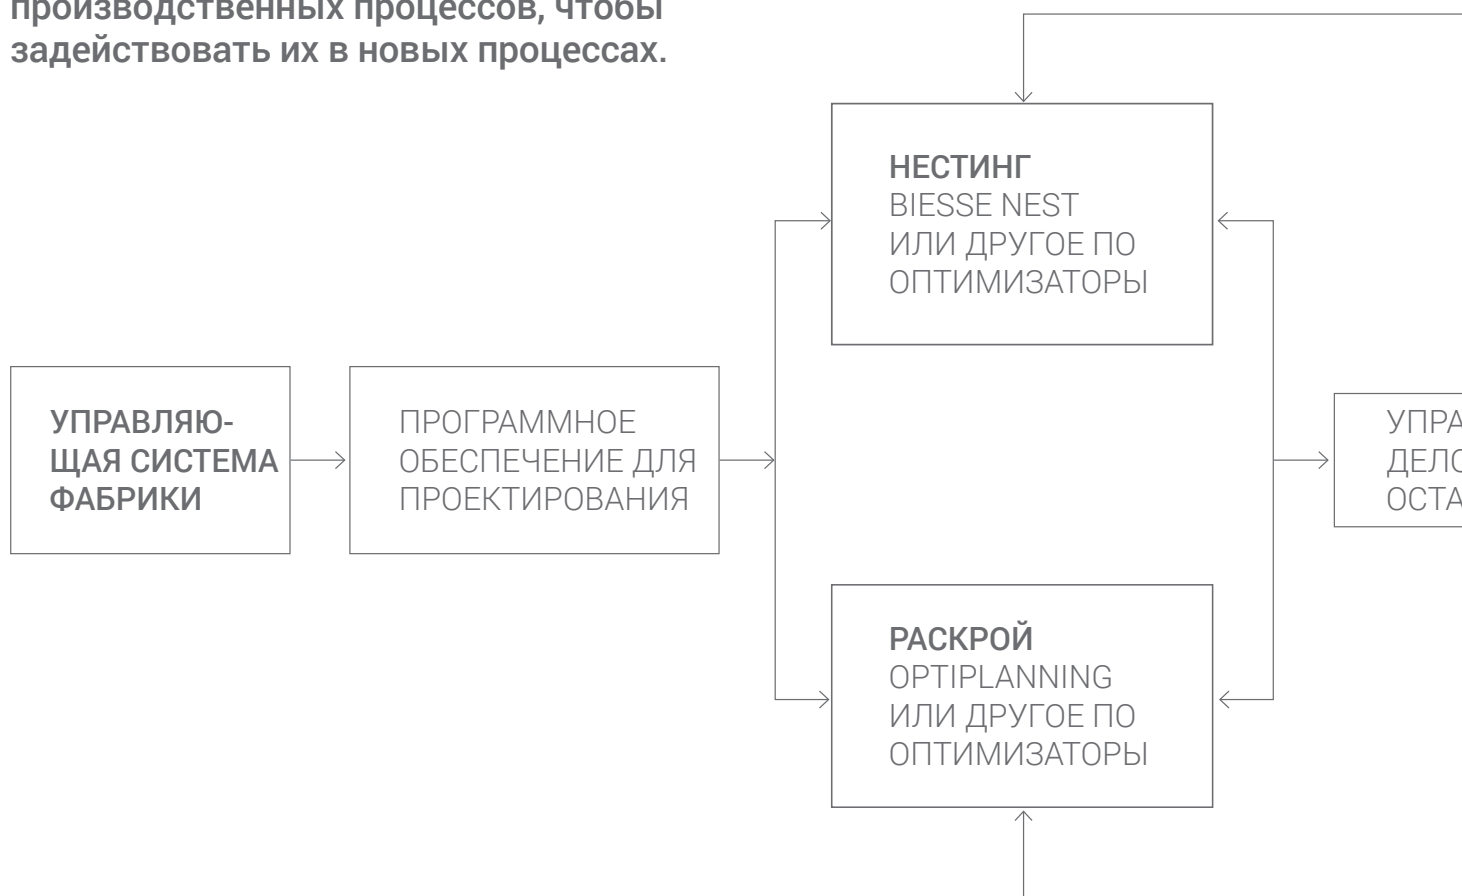 производственных процессов, чтобы
задействовать их в новых процессах.
НЕСТИНГ
BIESSE NEST
ИЛИ ДРУГОЕ ПО
ОПТИМИЗАТОРЫ
УПРАВЛЯЮ-
ЩАЯ СИСТЕМА
ФАБРИКИ
ПРОГРАММНОЕ
ОБЕСПЕЧЕНИЕ ДЛЯ
ПРОЕКТИРОВАНИЯ
РАСКРОЙ
OPTIPLANNING
ИЛИ ДРУГОЕ ПО
ОПТИМИЗАТОРЫ